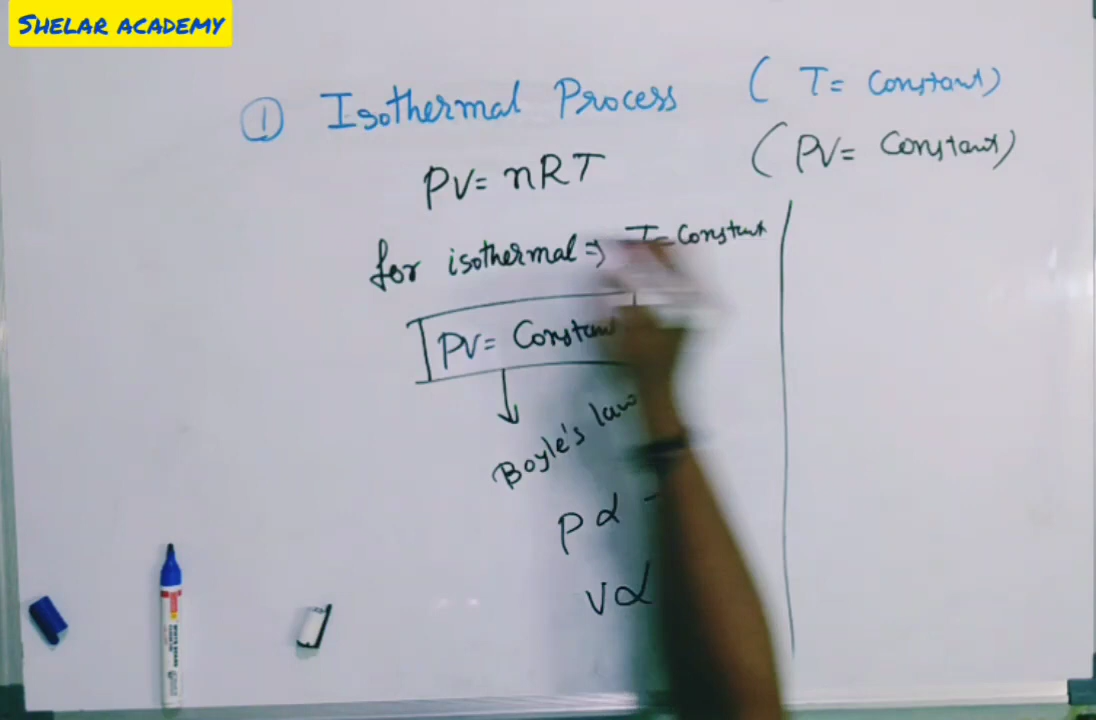 SHELAR ACADEMY
① Isothermal Process ( T= Constant)
PV= nRT (PV= Constant)
for isothermal ⇒ T= Constant
PV= Constan
↓
Boyle's law
P ∝
V ∝